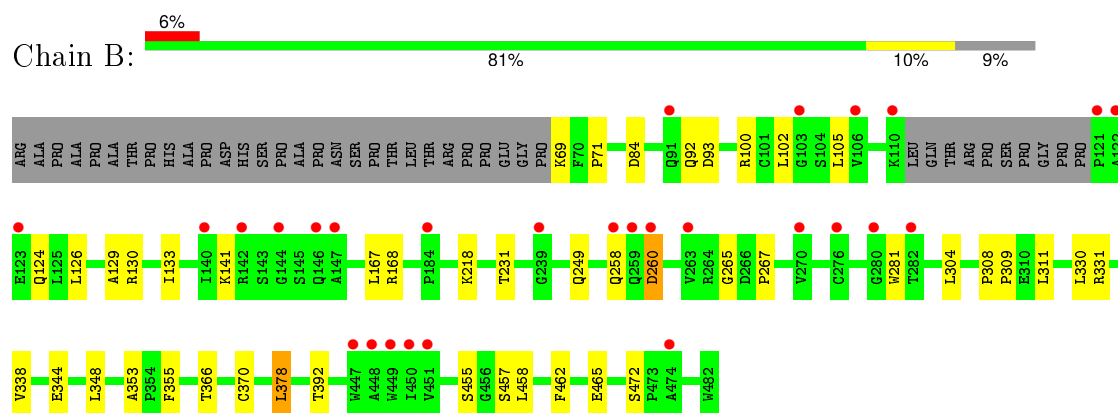 6%
Chain B:
81% 10% 9%
ARG ALA PRO ALA PRO ALA THR PRO HIS ALA PRO ASP HIS SER PRO ALA PRO ASN SER PRO THR LEU THR ARG PRO PRO GLU GLY PRO K69 F70 P71 D84 Q91 Q92 D93 R100 C101 L102 G103 S104 L105 V106 K110 LEU GLN THR ARG PRO SER PRO GLY PRO PRO P121 A122
E123 Q124 L125 L126 A129 R130 I133 I140 K141 R142 S143 G144 S145 Q146 A147 L167 R168 P184 K218 T231 G239 Q249 Q258 Q259 D260 V263 R264 G265 D266 P267 V270 C276 G280 W281 T282 L304 P308 P309 E310 L311 L330 R331
V338 E344 L348 A353 P354 F355 T366 C370 L378 T392 W447 A448 W449 I450 V451 S455 G456 S457 L458 F462 E465 S472 P473 A474 W482